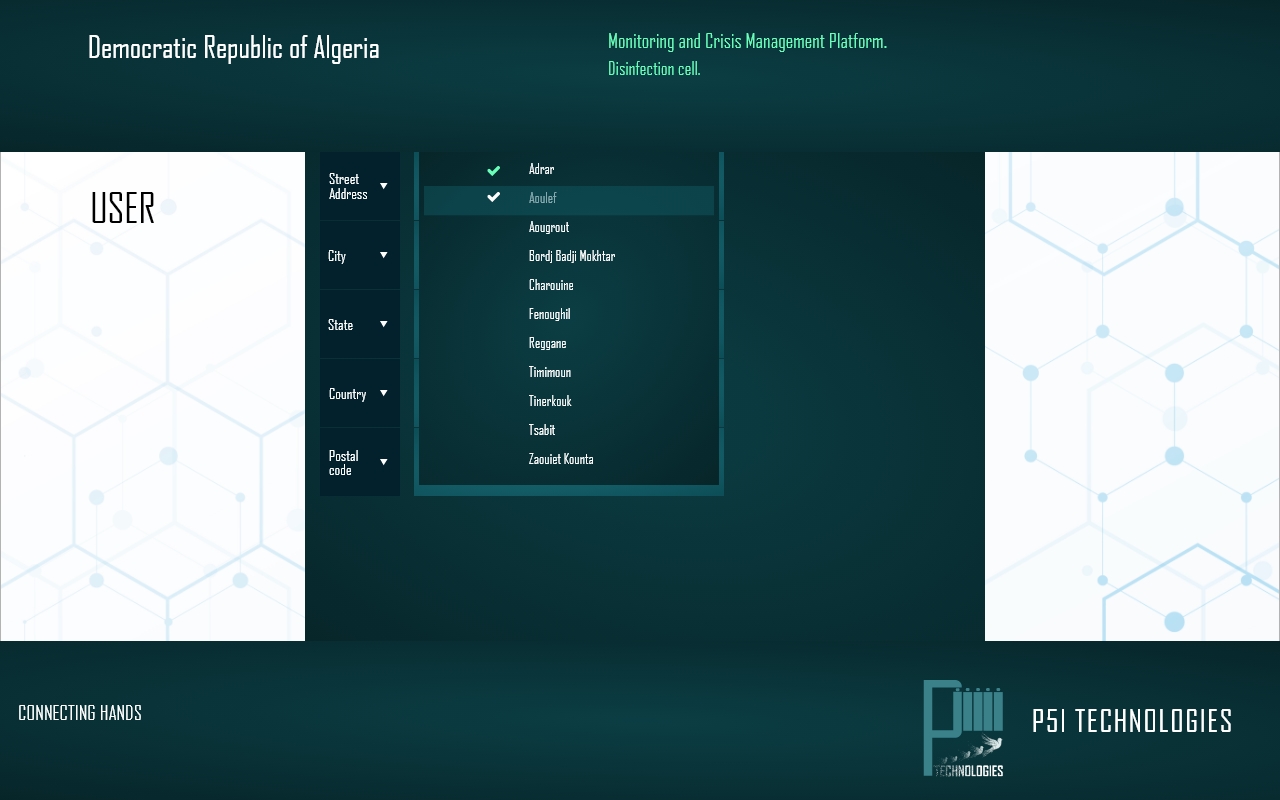 Democratic Republic of Algeria
Monitoring and Crisis Management Platform.
Disinfection cell.
USER
Street
Address
City
State
Country
Postal
code
Adrar
Aoulef
Aougrout
Bordj Badji Mokhtar
Charouine
Fenoughil
Reggane
Timimoun
Tinerkouk
Tsabit
Zaouiet Kounta
CONNECTING HANDS
TECHNOLOGIES
P5I TECHNOLOGIES